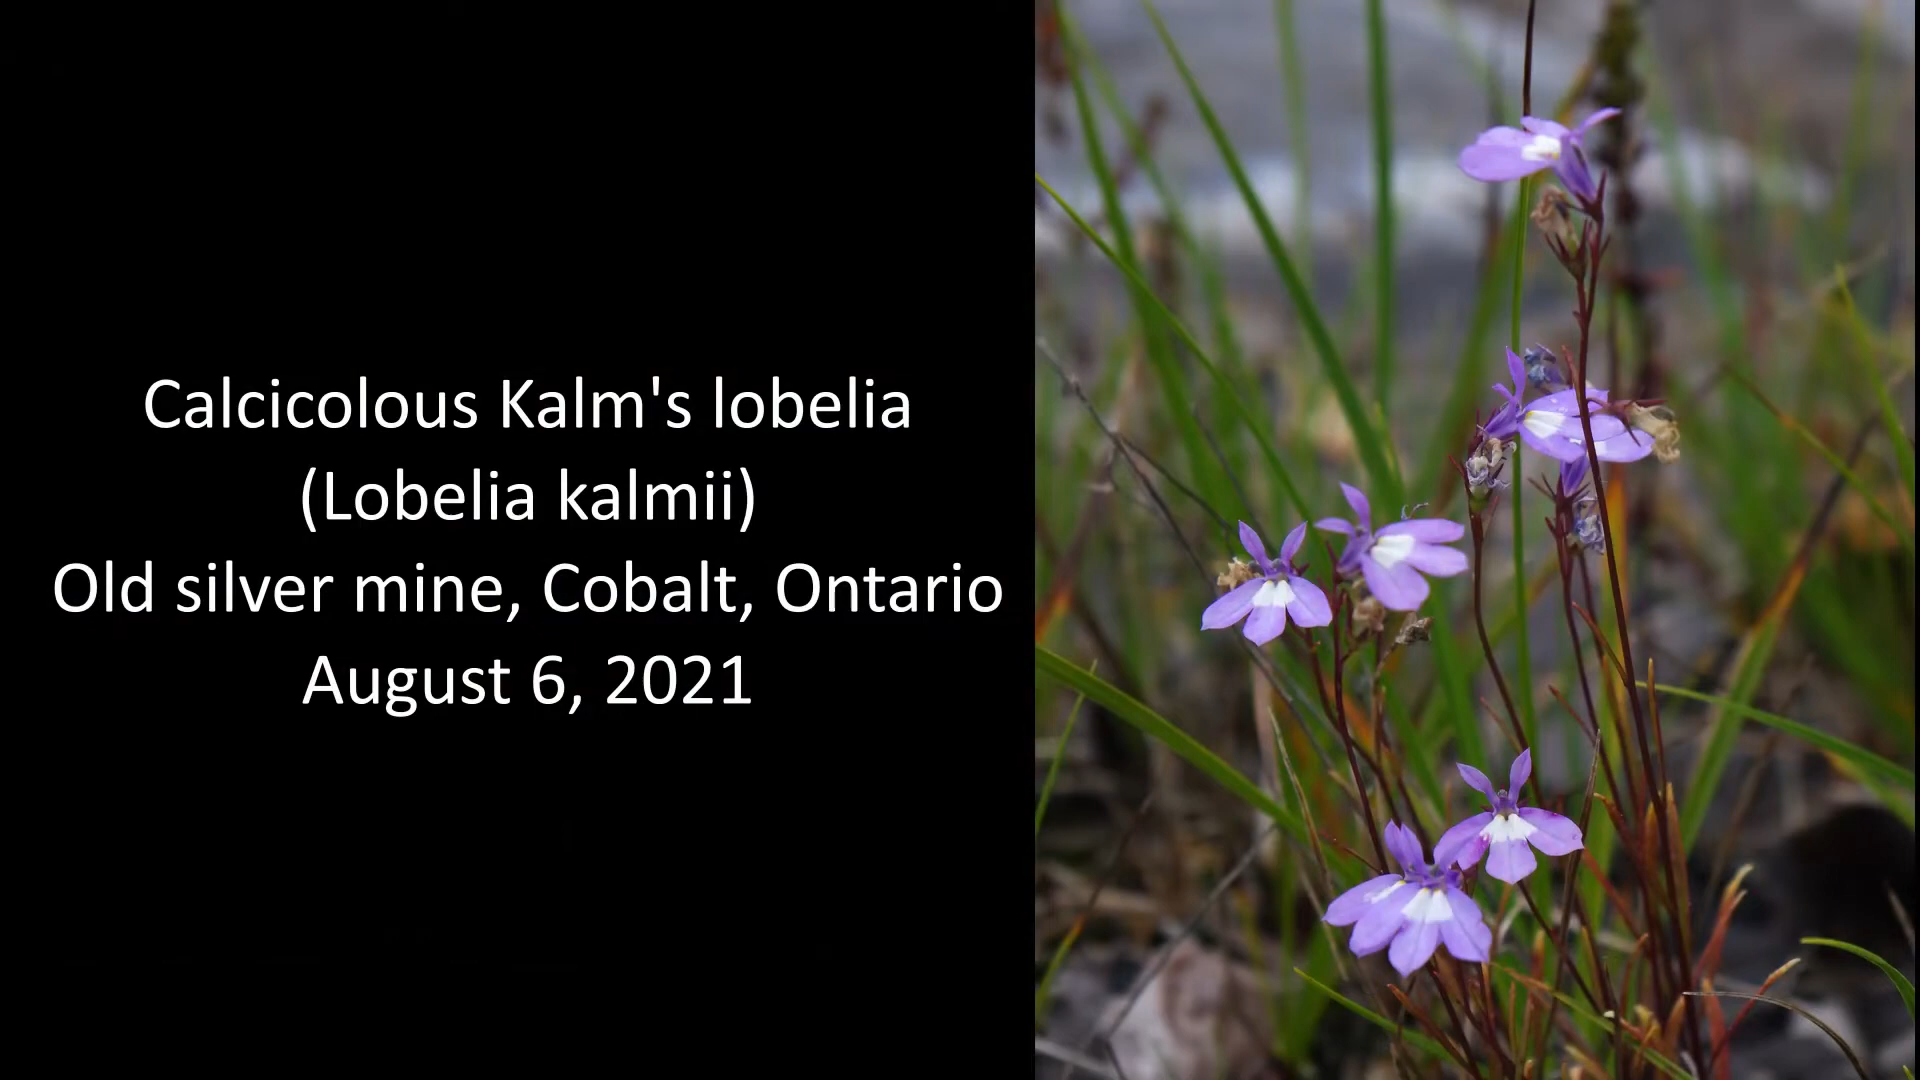 Calcicolous Kalm's lobelia
(Lobelia kalmii)
Old silver mine, Cobalt, Ontario
August 6, 2021